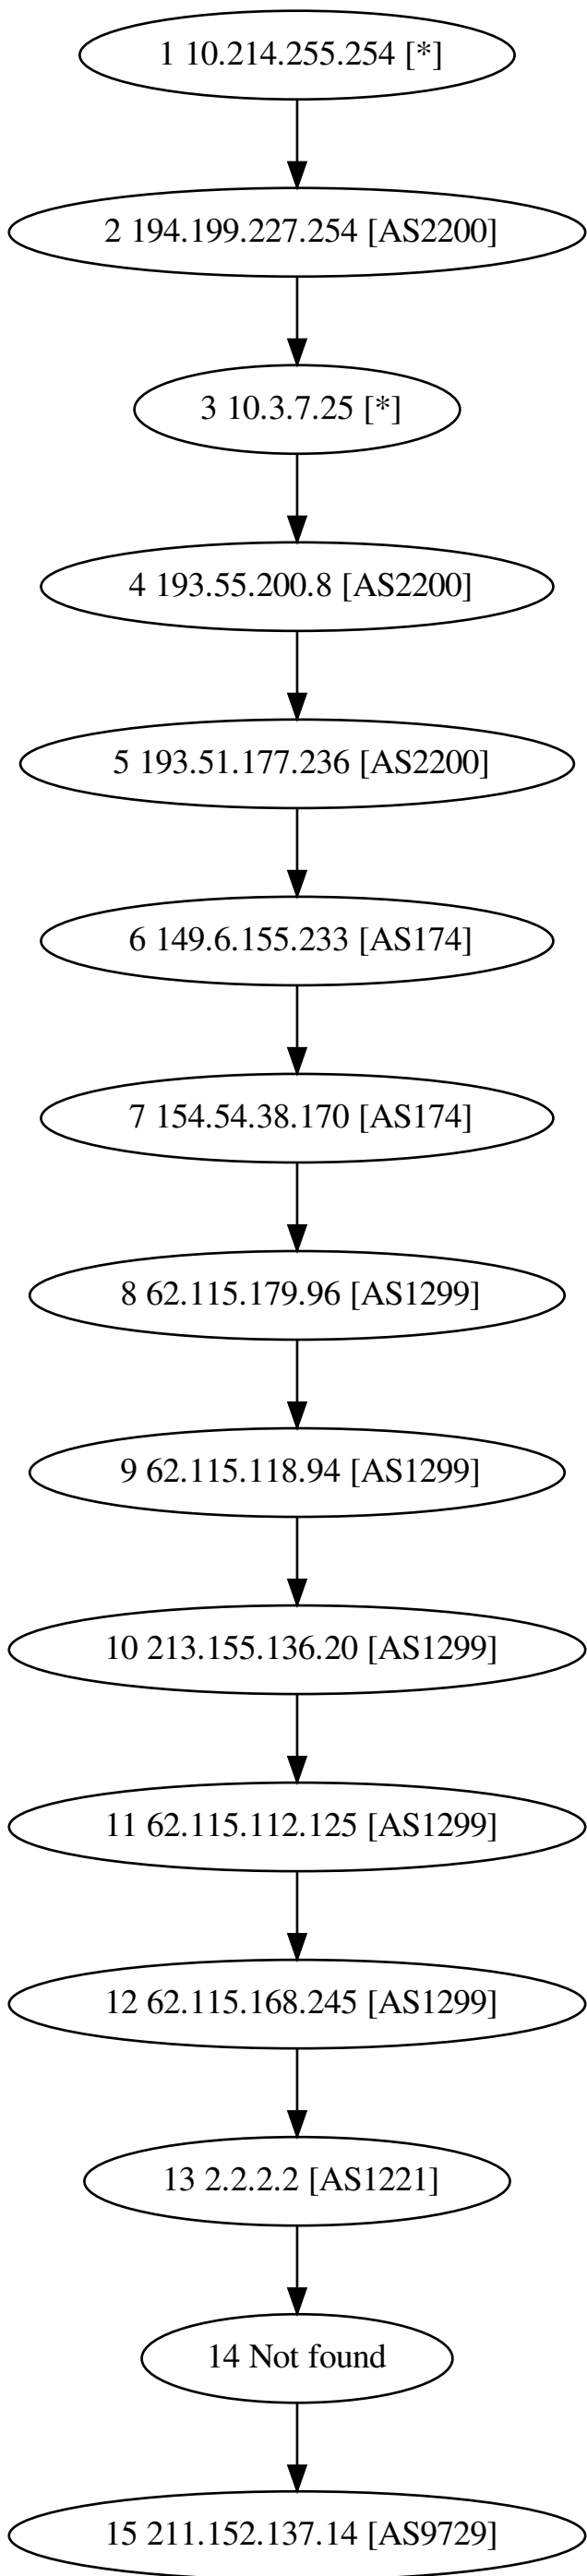 1 10.214.255.254 [*]
2 194.199.227.254 [AS2200]
3 10.3.7.25 [*]
4 193.55.200.8 [AS2200]
5 193.51.177.236 [AS2200]
6 149.6.155.233 [AS174]
7 154.54.38.170 [AS174]
8 62.115.179.96 [AS1299]
9 62.115.118.94 [AS1299]
10 213.155.136.20 [AS1299]
11 62.115.112.125 [AS1299]
12 62.115.168.245 [AS1299]
13 2.2.2.2 [AS1221]
14 Not found
15 211.152.137.14 [AS9729]